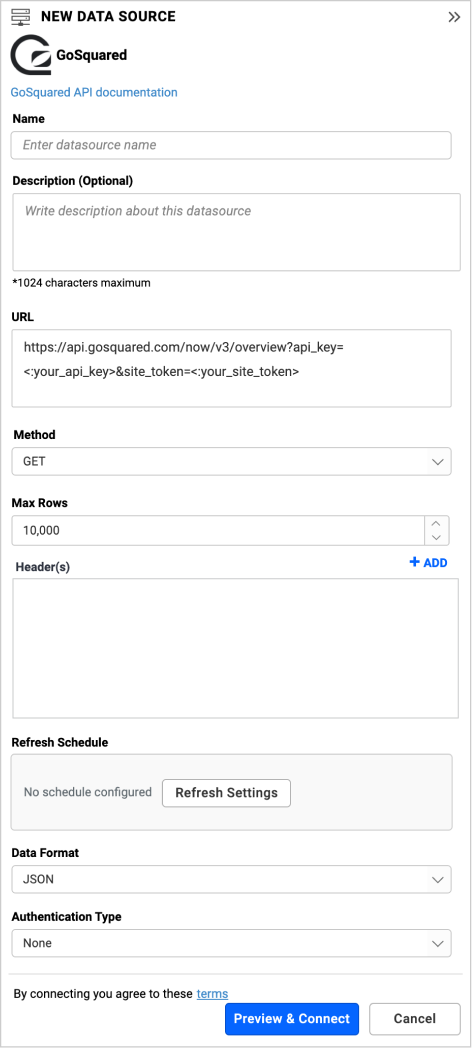 NEW DATA SOURCE
GoSquared
GoSquared API documentation
Name
Enter datasource name
Description (Optional)
Write description about this datasource
*1024 characters maximum
URL
https://api.gosquared.com/now/v3/overview?api_key=
<:your_api_key>&site_token=<:your_site_token>
Method
GET
Max Rows
10,000
Header(s)
+ ADD
Refresh Schedule
No schedule configured
Refresh Settings
Data Format
JSON
Authentication Type
None
By connecting you agree to these terms
Preview & Connect
Cancel